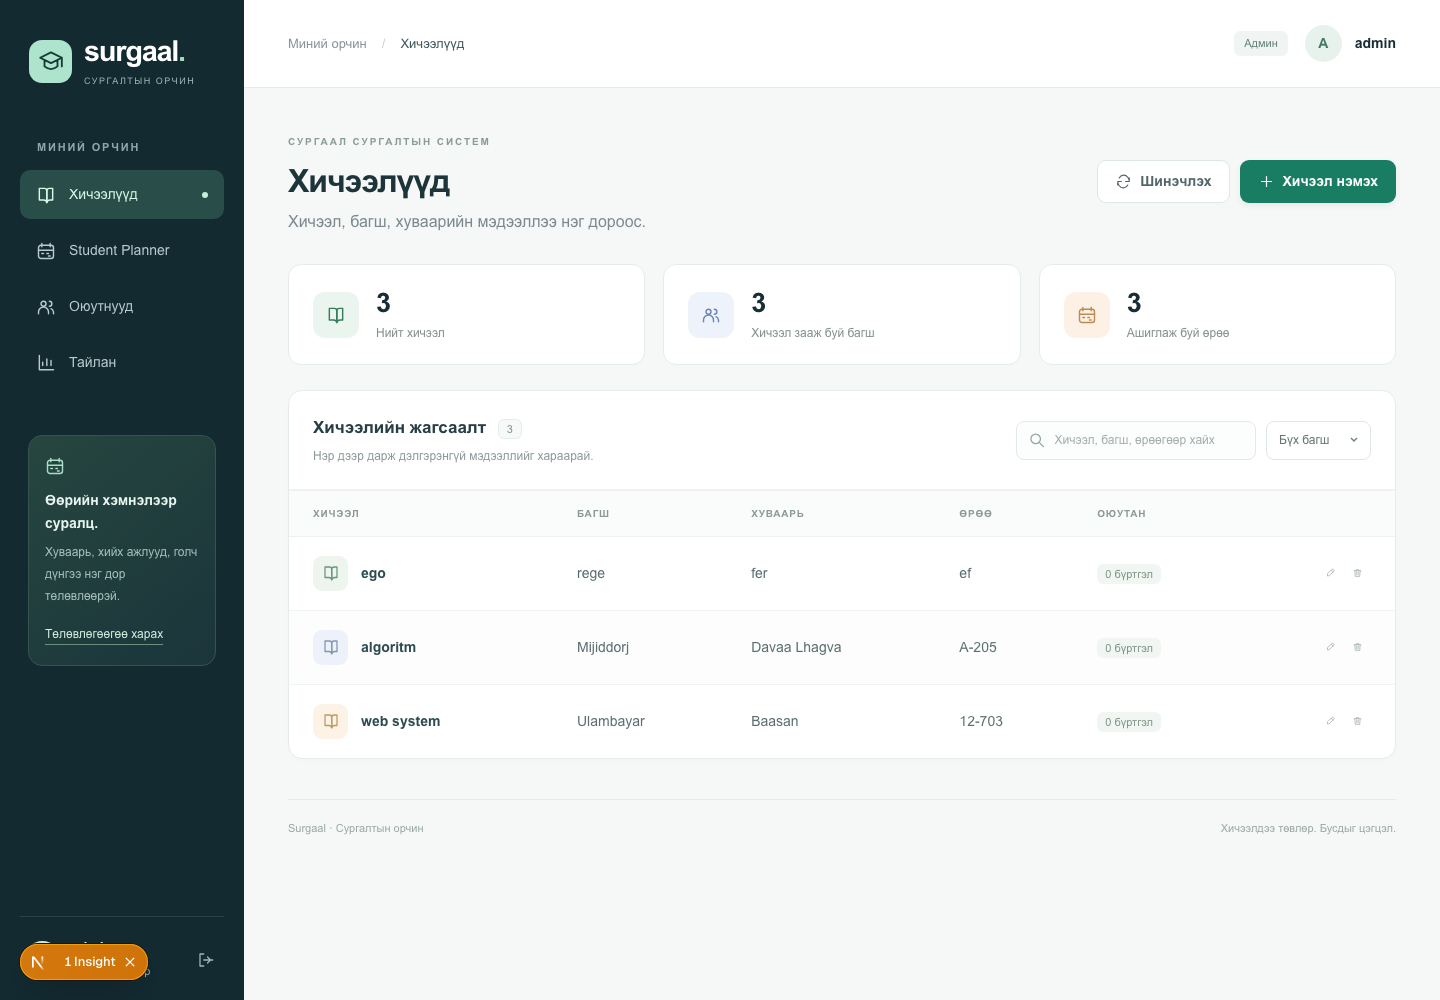 surgaal.
СУРГАЛТЫН ОРЧИН
МИНИЙ ОРЧИН
Хичээлүүд
Student Planner
Оюутнууд
Тайлан
Өөрийн хэмнэлээр
суралц.
Хуваарь, хийх ажлууд, голч
дүнгээ нэг дор
төлөвлөөрэй.
Төлөвлөгөөгөө харах
1 Insight
Миний орчин / Хичээлүүд
Админ
A
admin
СУРГААЛ СУРГАЛТЫН СИСТЕМ
Хичээлүүд
Хичээл, багш, хуваарийн мэдээллээ нэг дороос.
Шинэчлэх
Хичээл нэмэх
3
Нийт хичээл
3
Хичээл зааж буй багш
3
Ашиглаж буй өрөө
Хичээлийн жагсаалт 3
Нэр дээр дарж дэлгэрэнгүй мэдээллийг хараарай.
Хичээл, багш, өрөөгөөр хайх
Бүх багш
ХИЧЭЭЛ БАГШ ХУВААРЬ ӨРӨӨ ОЮУТАН
ego rege fer ef 0 бүртгэл
algoritm Mijiddorj Davaa Lhagva A-205 0 бүртгэл
web system Ulambayar Baasan 12-703 0 бүртгэл
Surgaal · Сургалтын орчин
Хичээлдээ төвлөр. Бусдыг цэгцэл.